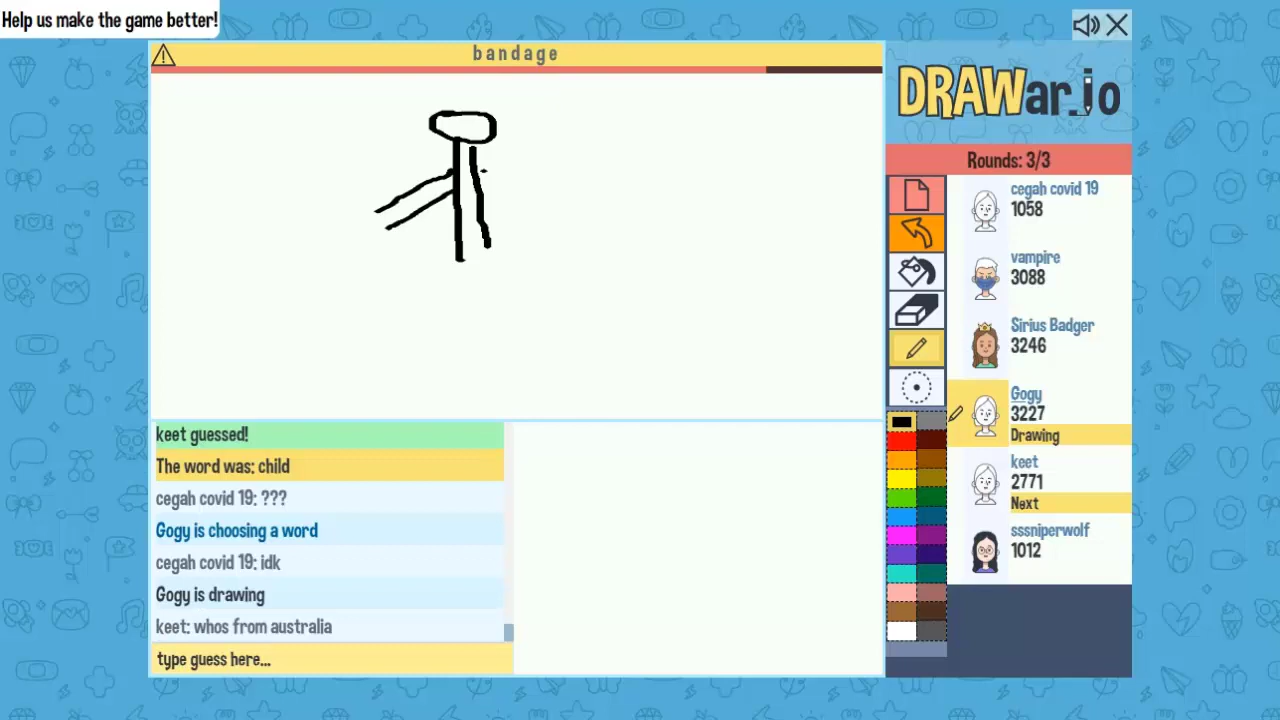 Help us make the game better!
bandage
DRAWar.io
Rounds: 3/3
cegah covid 19
1058
vampire
3088
Sirius Badger
3246
Gogy
3227
Drawing
keet
2771
Next
sssniperwolf
1012
keet guessed!
The word was: child
cegah covid 19: ???
Gogy is choosing a word
cegah covid 19: idk
Gogy is drawing
keet: whos from australia
type guess here...